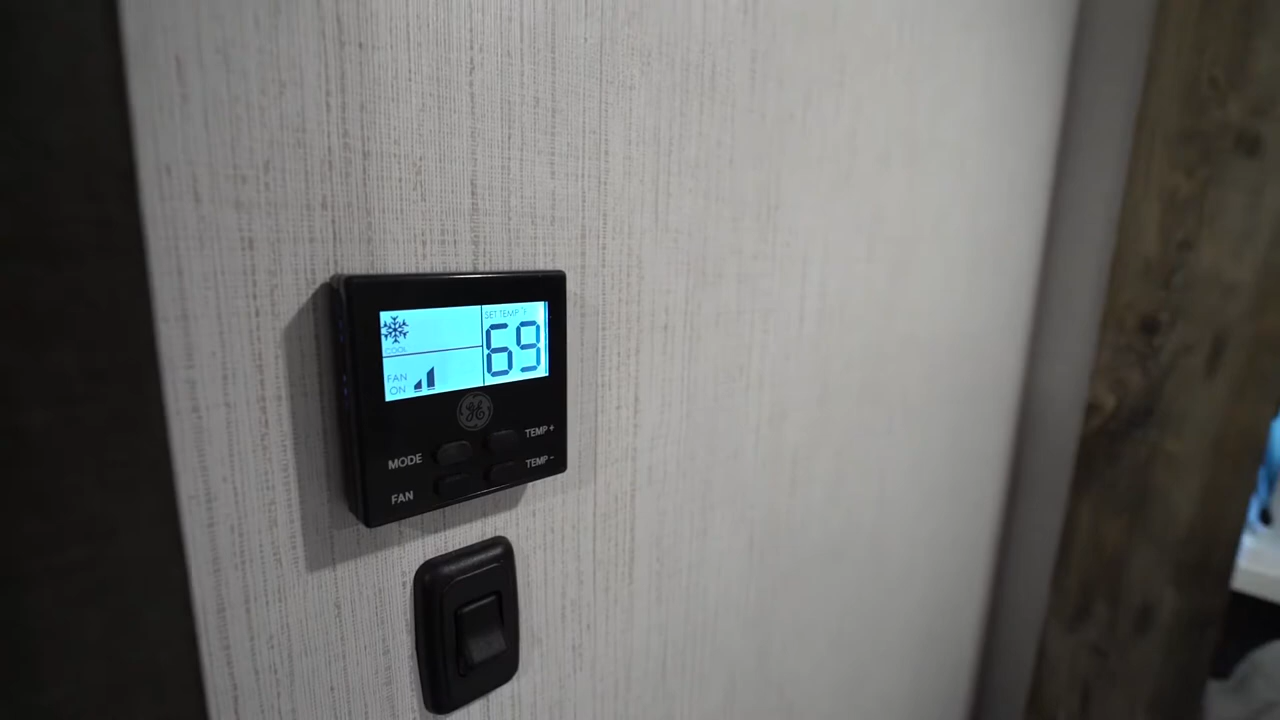 SET TEMP °F
COOL
69
FAN
ON
GE
TEMP +
MODE
TEMP -
FAN